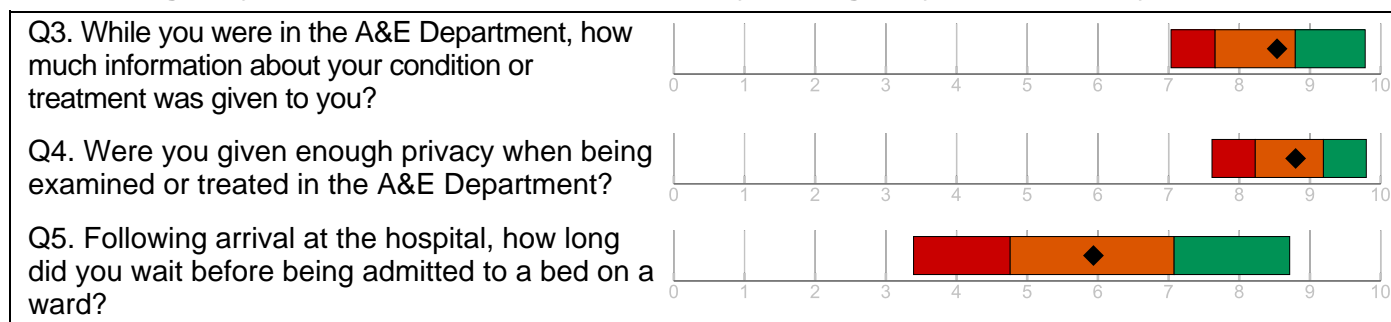 Q3. While you were in the A&E Department, how
much information about your condition or
treatment was given to you?
0 1 2 3 4 5 6 7 8 9 10
Q4. Were you given enough privacy when being
examined or treated in the A&E Department?
0 1 2 3 4 5 6 7 8 9 10
Q5. Following arrival at the hospital, how long
did you wait before being admitted to a bed on a
ward?
0 1 2 3 4 5 6 7 8 9 10